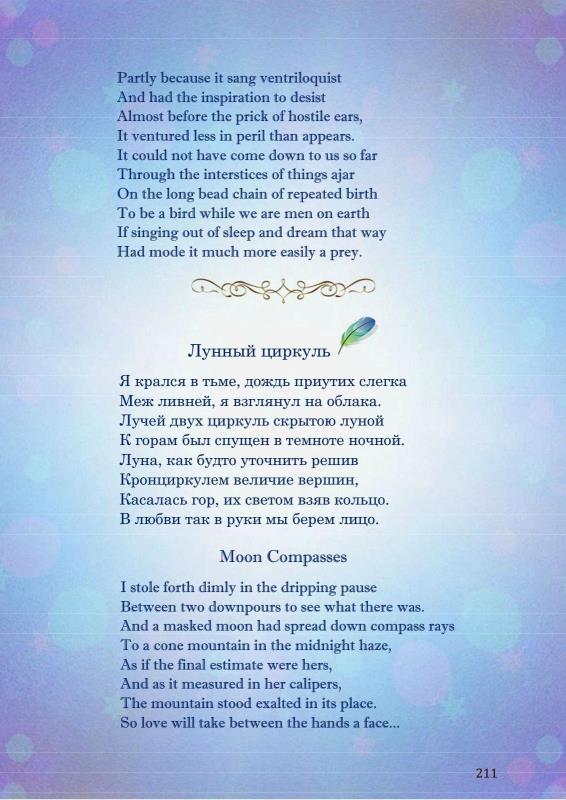 Partly because it sang ventriloquist
And had the inspiration to desist
Almost before the prick of hostile ears,
It ventured less in peril than appears.
It could not have come down to us so far
Through the interstices of things ajar
On the long bead chain of repeated birth
To be a bird while we are men on earth
If singing out of sleep and dream that way
Had mode it much more easily a prey.
Лунный циркуль
Я крался в тьме, дождь приутих слегка
Меж ливней, я взглянул на облака.
Лучей двух циркуль скрытою луной
К горам был спущен в темноте ночной.
Луна, как будто уточнить решив
Кронциркулем величие вершин,
Касалась гор, их светом взяв кольцо.
В любви так в руки мы берем лицо.
Moon Compasses
I stole forth dimly in the dripping pause
Between two downpours to see what there was.
And a masked moon had spread down compass rays
To a cone mountain in the midnight haze,
As if the final estimate were hers,
And as it measured in her calipers,
The mountain stood exalted in its place.
So love will take between the hands a face...
211